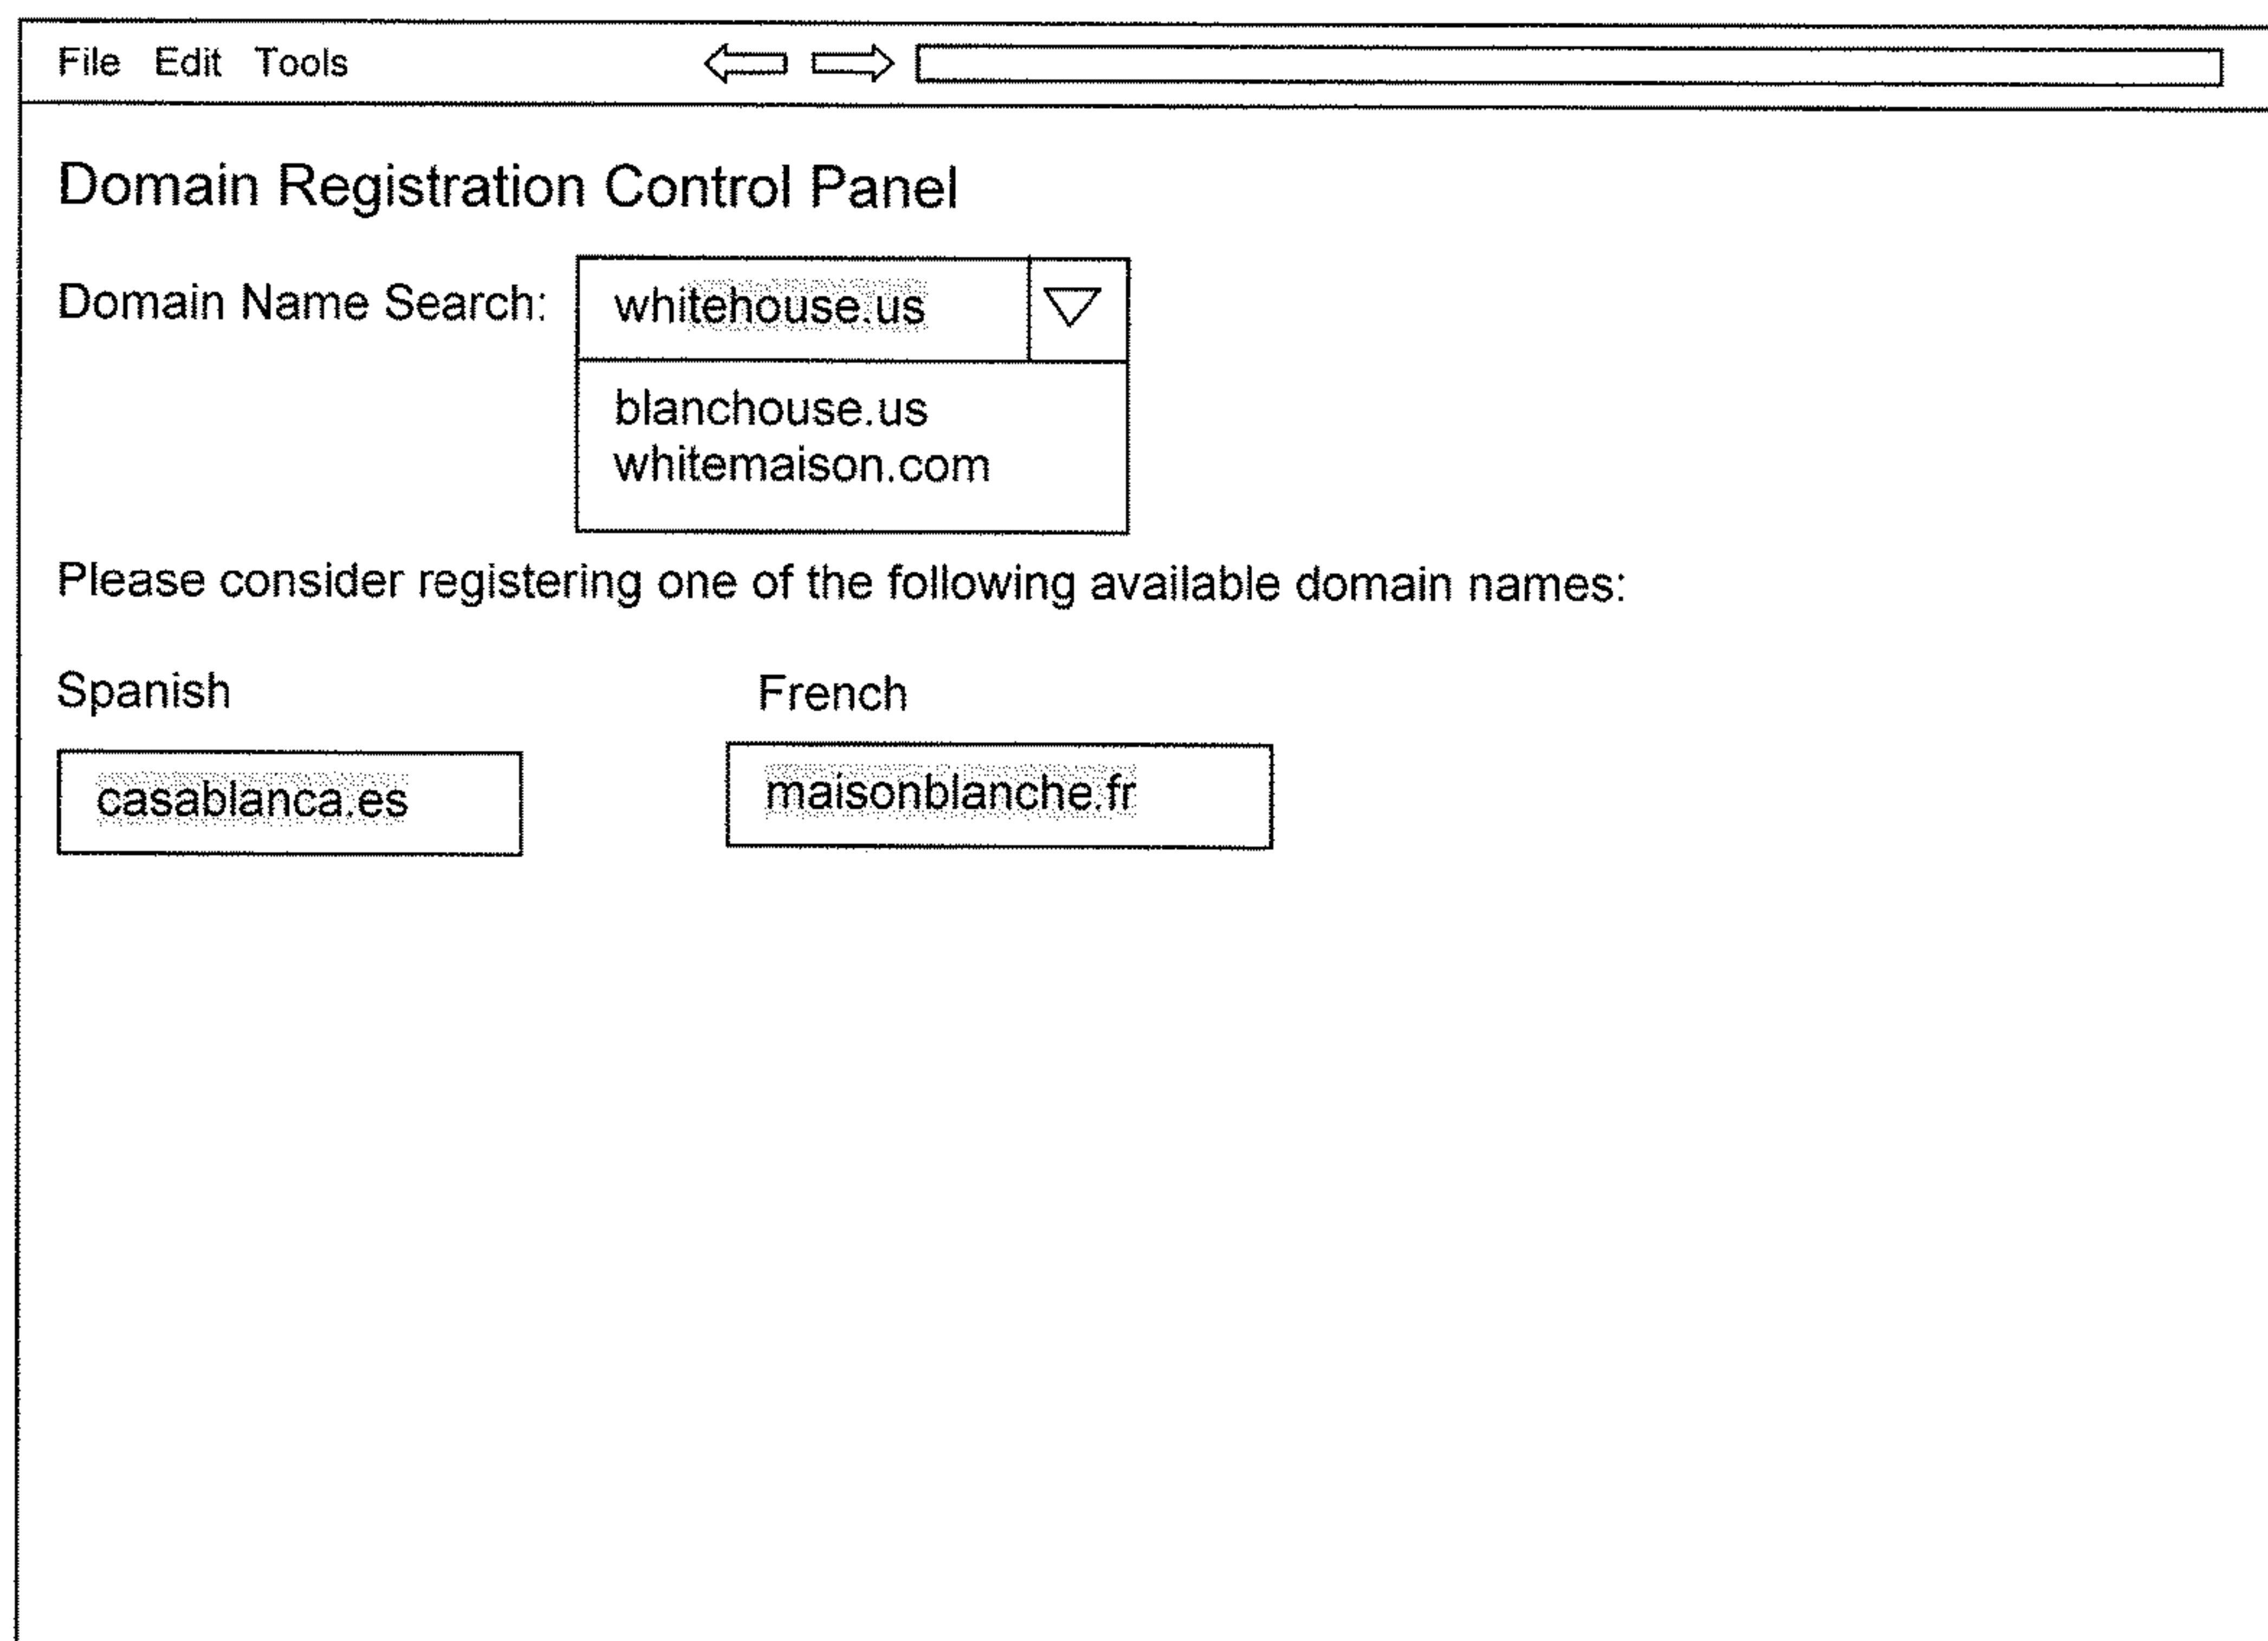 File Edit Tools
Domain Registration Control Panel
Domain Name Search: whitehouse.us
blanchouse.us
whitemaison.com
Please consider registering one of the following available domain names:
Spanish French
casablanca.es maisonblanche.fr